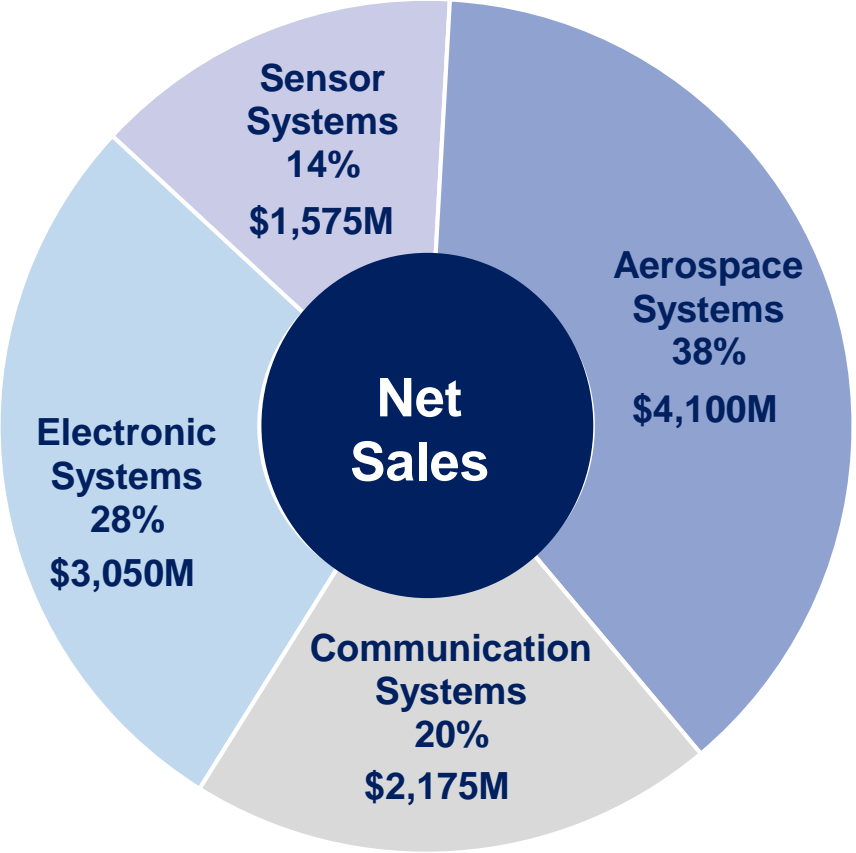 Sensor
Systems
14%
$1,575M
Aerospace
Systems
38%
$4,100M
Net
Sales
Electronic
Systems
28%
$3,050M
Communication
Systems
20%
$2,175M